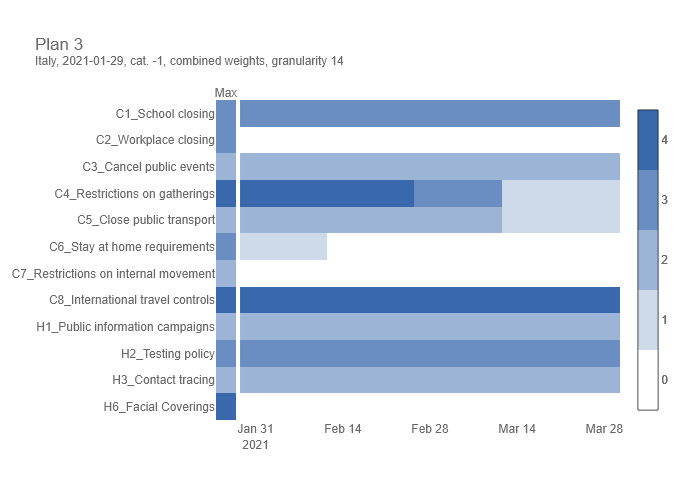 Plan 3
Italy, 2021-01-29, cat. -1, combined weights, granularity 14
Max
C1_School closing
C2_Workplace closing
C3_Cancel public events
C4_Restrictions on gatherings
C5_Close public transport
C6_Stay at home requirements
C7_Restrictions on internal movement
C8_International travel controls
H1_Public information campaigns
H2_Testing policy
H3_Contact tracing
H6_Facial Coverings
Jan 31 Feb 14 Feb 28 Mar 14 Mar 28
2021
4
3
2
1
0